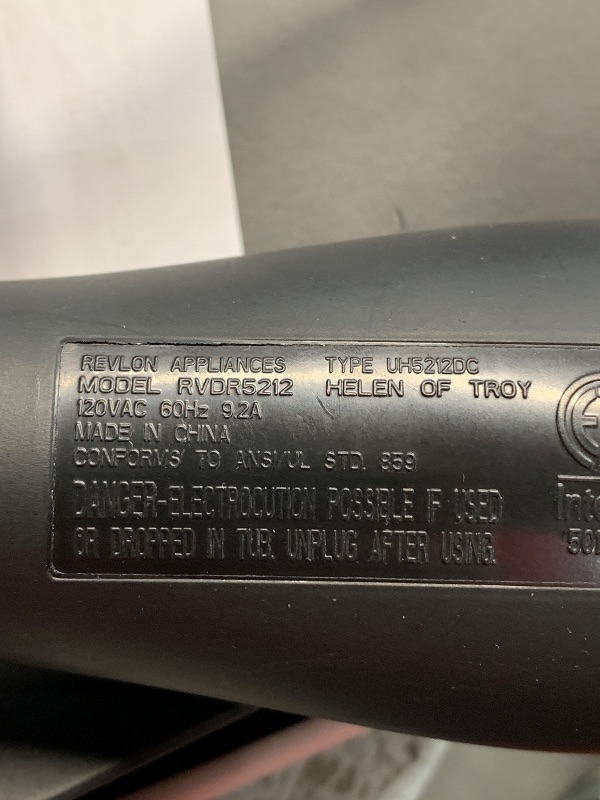 REVLON APPLIANCES TYPE UH5212DC
MODEL RVDR5212 HELEN OF TROY
120VAC 60Hz 9.2A
MADE IN CHINA
CONFORMS TO ANSI/UL STD. 859
DANGER-ELECTROCUTION POSSIBLE IF USED
OR DROPPED IN TUB. UNPLUG AFTER USING.